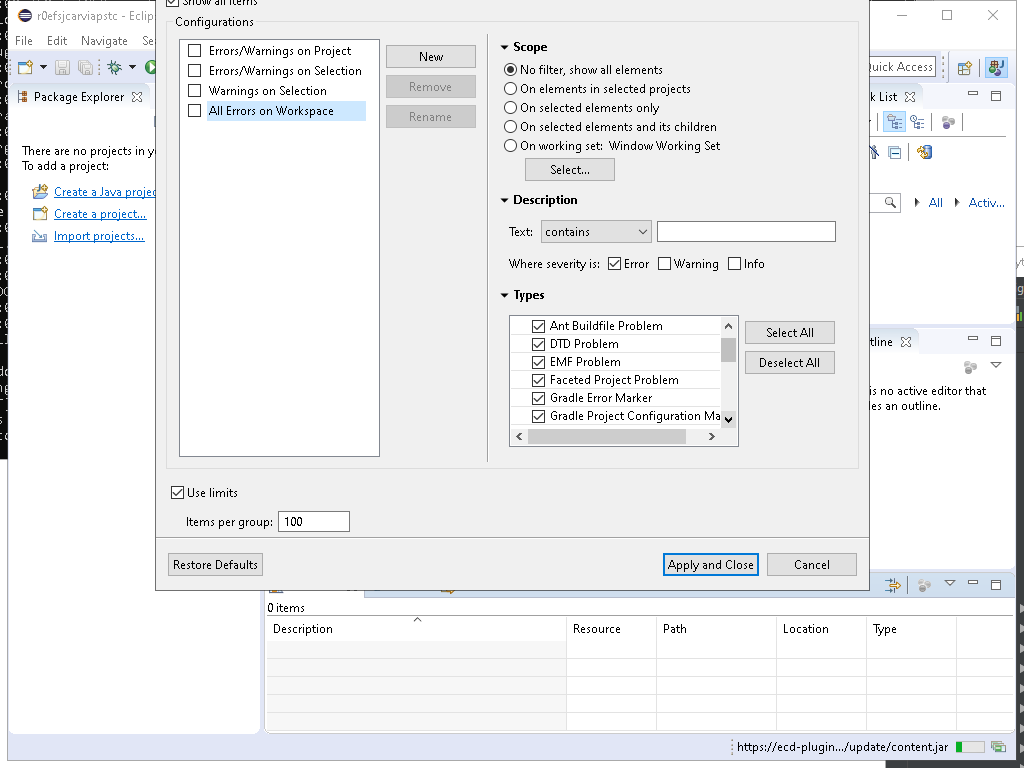 Show all items
r0efsjcarviapstc - Eclips
Configurations
File Edit Navigate Se
Errors/Warnings on Project
Errors/Warnings on Selection
Warnings on Selection
All Errors on Workspace
New
Remove
Rename
Scope
No filter, show all elements
On elements in selected projects
On selected elements only
On selected elements and its children
On working set: Window Working Set
Select...
Quick Access
Package Explorer
k List
There are no projects in y
To add a project:
Create a Java projec
Create a project...
Import projects...
All Activ...
Description
Text: contains
Where severity is: Error Warning Info
Types
Ant Buildfile Problem
DTD Problem
EMF Problem
Faceted Project Problem
Gradle Error Marker
Gradle Project Configuration Ma
Select All
Deselect All
tline
is no active editor that
des an outline.
Use limits
Items per group: 100
Restore Defaults
Apply and Close
Cancel
0 items
Description Resource Path Location Type
https://ecd-plugin.../update/content.jar